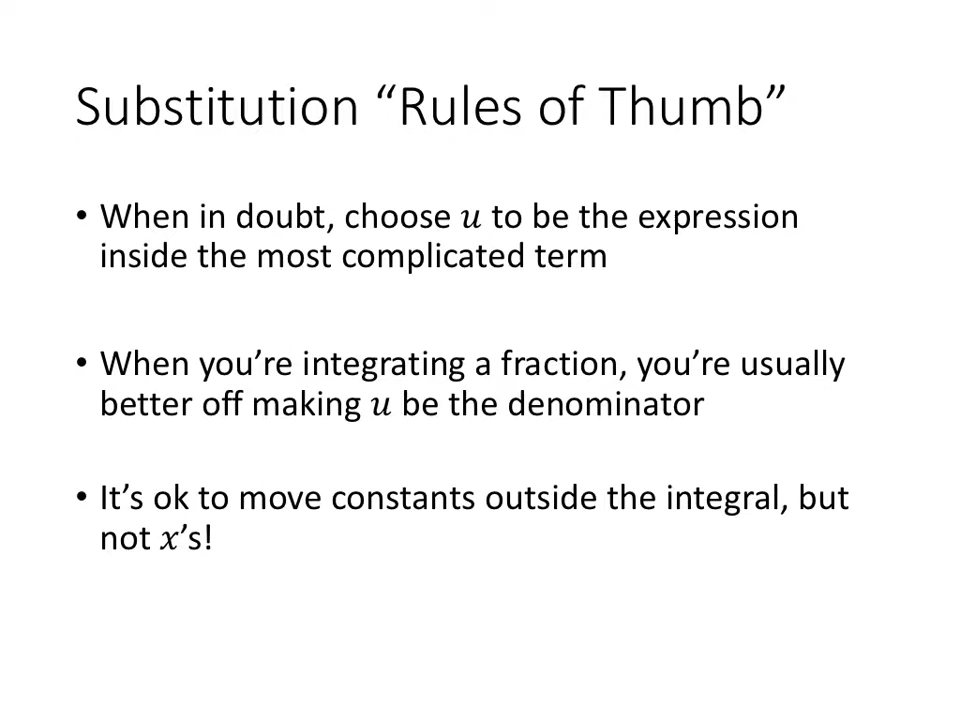 Substitution “Rules of Thumb”
• When in doubt, choose 𝑢 to be the expression
inside the most complicated term
• When you’re integrating a fraction, you’re usually
better off making 𝑢 be the denominator
• It’s ok to move constants outside the integral, but
not 𝑥’s!